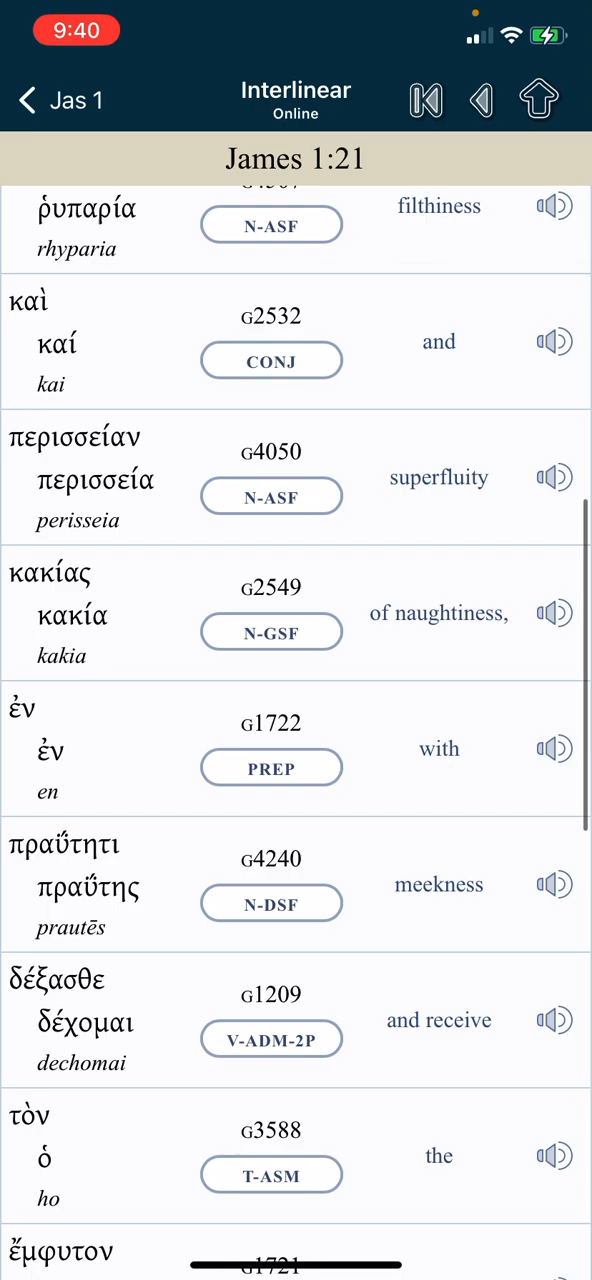 9:40
Jas 1
Interlinear
Online
James 1:21
ῥυπαρία
rhyparia
N-ASF
filthiness
καὶ
καί
kai
G2532
CONJ
and
περισσείαν
περισσεία
perisseia
G4050
N-ASF
superfluity
κακίας
κακία
kakia
G2549
N-GSF
of naughtiness,
ἐν
ἐν
en
G1722
PREP
with
πραΰτητι
πραΰτης
prautēs
G4240
N-DSF
meekness
δέξασθε
δέχομαι
dechomai
G1209
V-ADM-2P
and receive
τὸν
ὁ
ho
G3588
T-ASM
the
ἔμφυτον
G1721